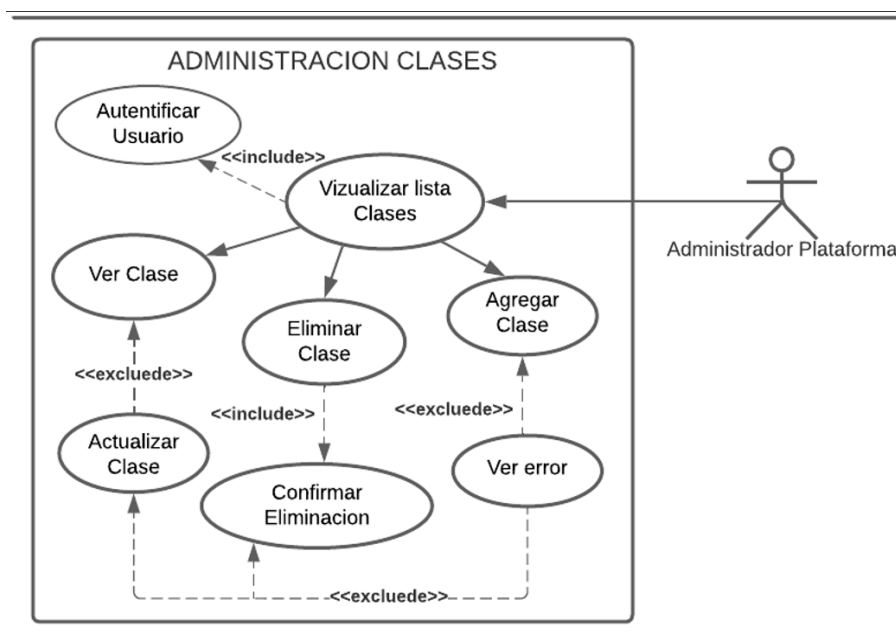 ADMINISTRACION CLASES
Autentificar
Usuario
<<include>>
Vizualizar lista
Clases
Administrador Plataforma
Ver Clase
Eliminar
Clase
Agregar
Clase
<<excluede>>
<<include>>
<<excluede>>
Actualizar
Clase
Ver error
Confirmar
Eliminacion
<<excluede>>